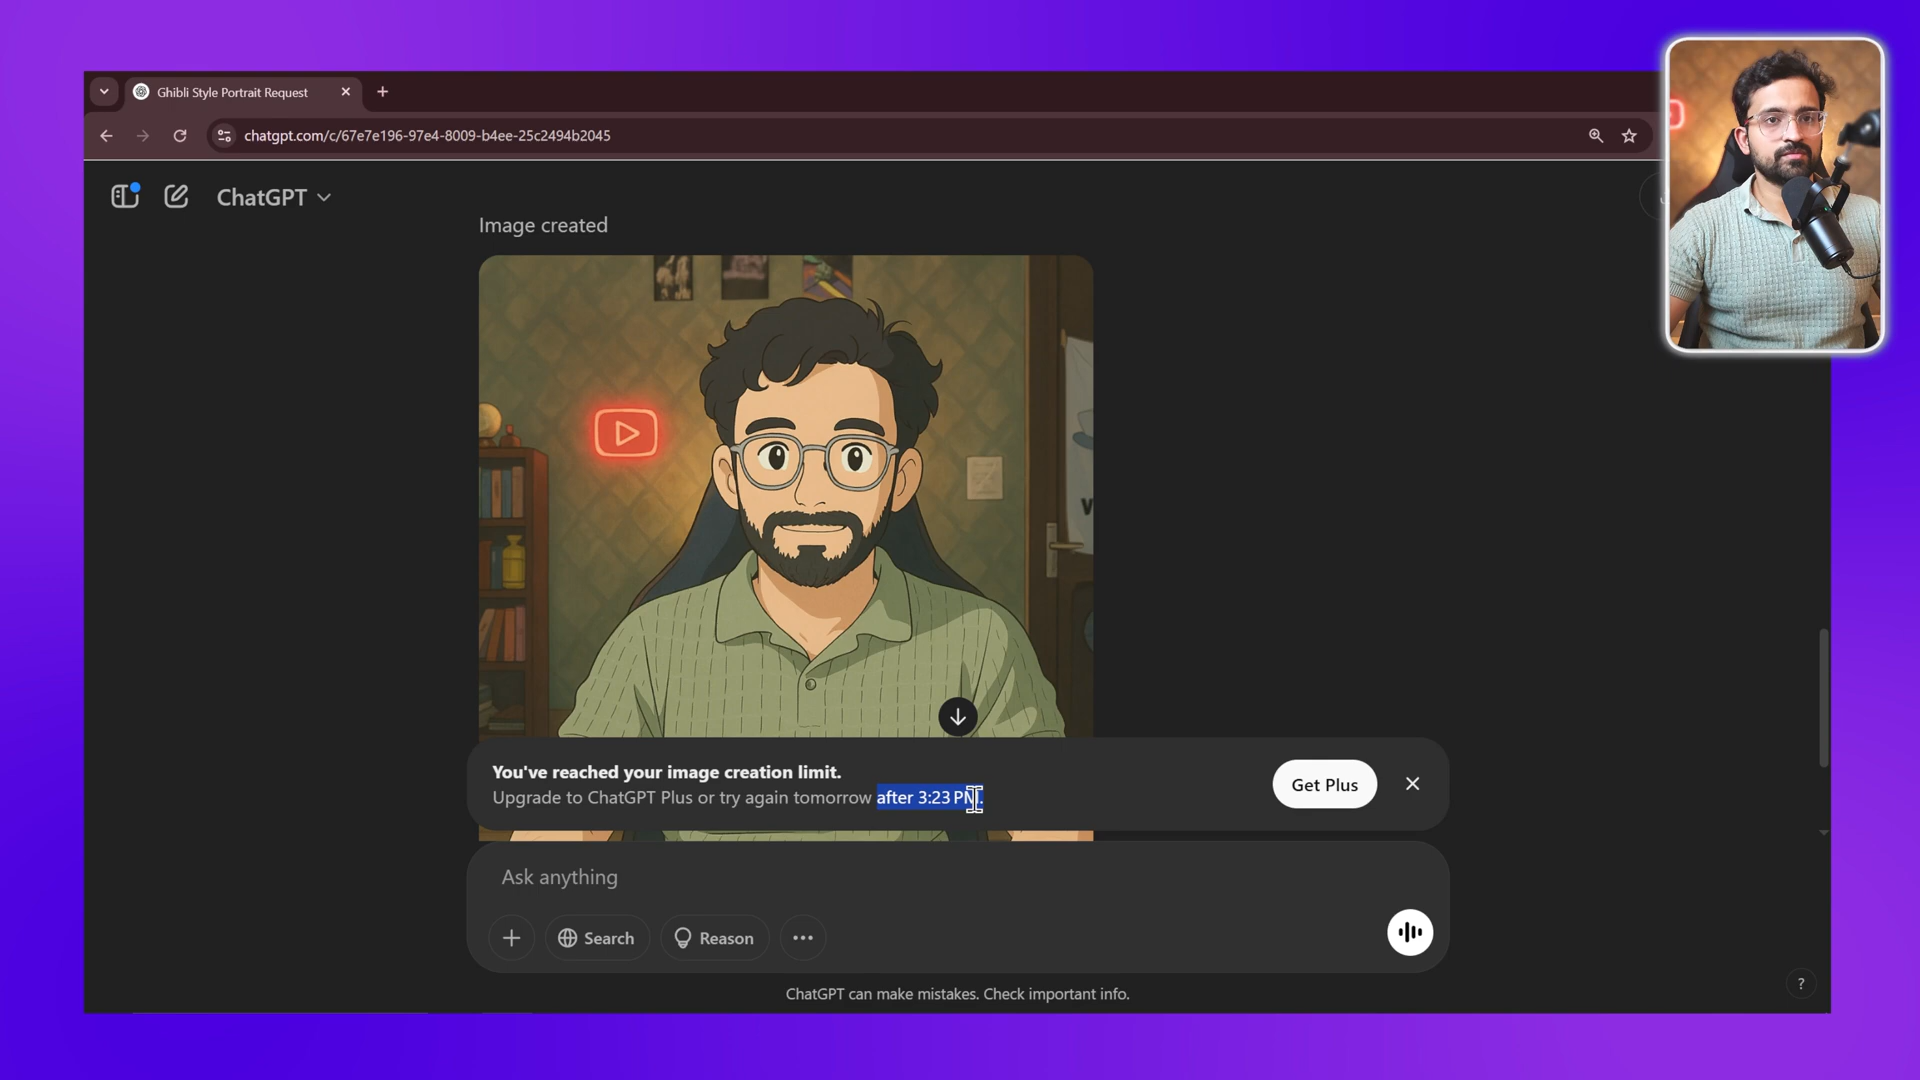 Ghibli Style Portrait Request
chatgpt.com/c/67e7e196-97e4-8009-b4ee-25c2494b2045
ChatGPT
Image created
V
You've reached your image creation limit.
Upgrade to ChatGPT Plus or try again tomorrow after 3:23 PM.
Get Plus
Ask anything
Search
Reason
ChatGPT can make mistakes. Check important info.
?